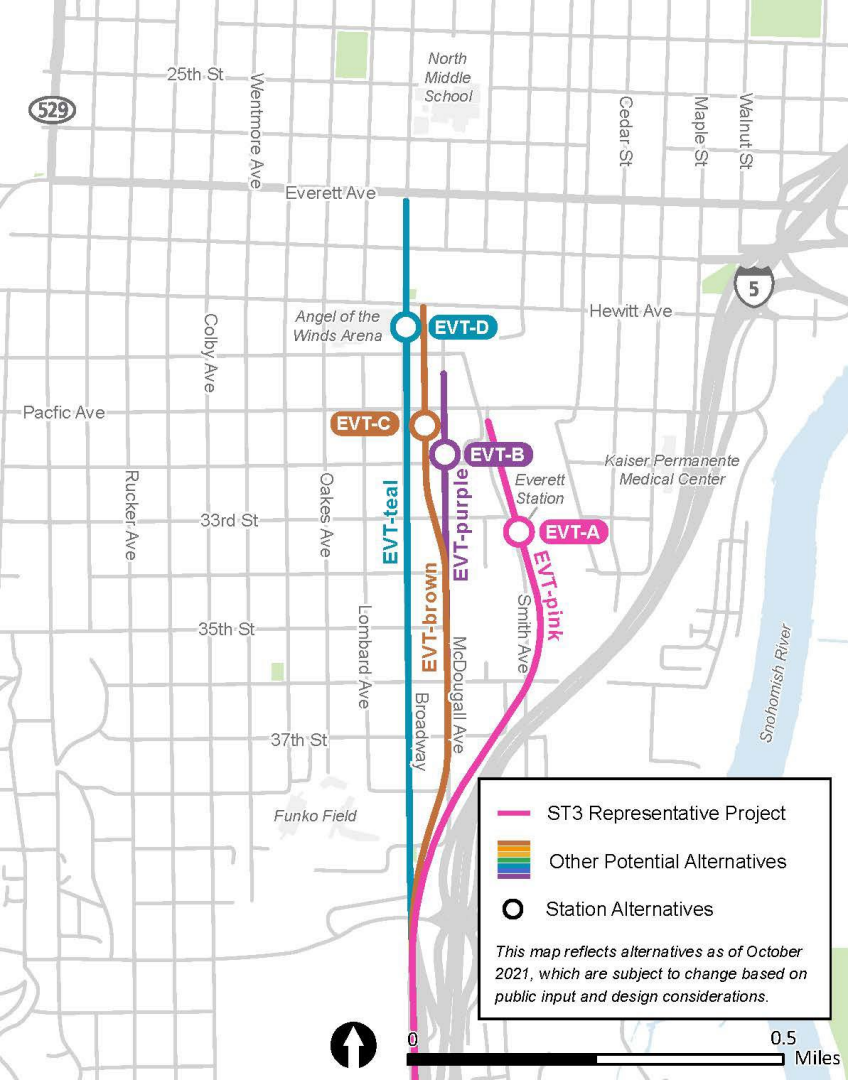 North
Middle
School
25th St
529
Wentmore Ave
Cedar St
Maple St
Walnut St
Everett Ave
5
Hewitt Ave
Angel of the
Winds Arena
EVT-D
Colby Ave
Pacfic Ave
EVT-C
EVT-B
Kaiser Permanente
Medical Center
Everett
Station
Rucker Ave
Oakes Ave
EVT-teal
EVT-purple
33rd St
EVT-A
EVT-pink
EVT-brown
Smith Ave
35th St
Lombard Ave
McDougall Ave
Broadway
Snohomish River
37th St
Funko Field
ST3 Representative Project
Other Potential Alternatives
Station Alternatives
This map reflects alternatives as of October
2021, which are subject to change based on
public input and design considerations.
0
0.5
Miles